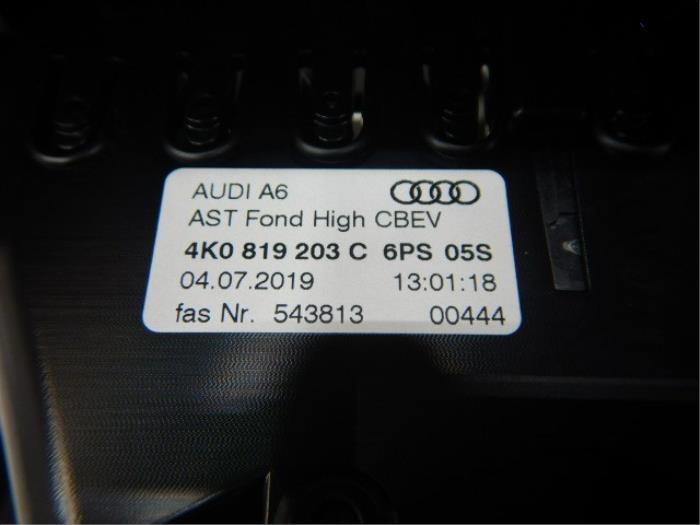 AUDI A6
AST Fond High CBEV
4K0 819 203 C 6PS 05S
04.07.2019 13:01:18
fas Nr. 543813 00444